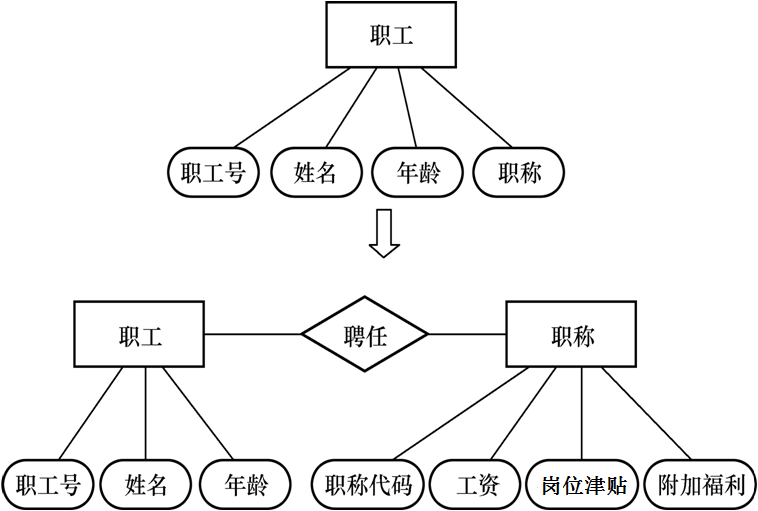 职工
职工号 姓名 年龄 职称
职工 聘任 职称
职工号 姓名 年龄 职称代码 工资 岗位津贴 附加福利